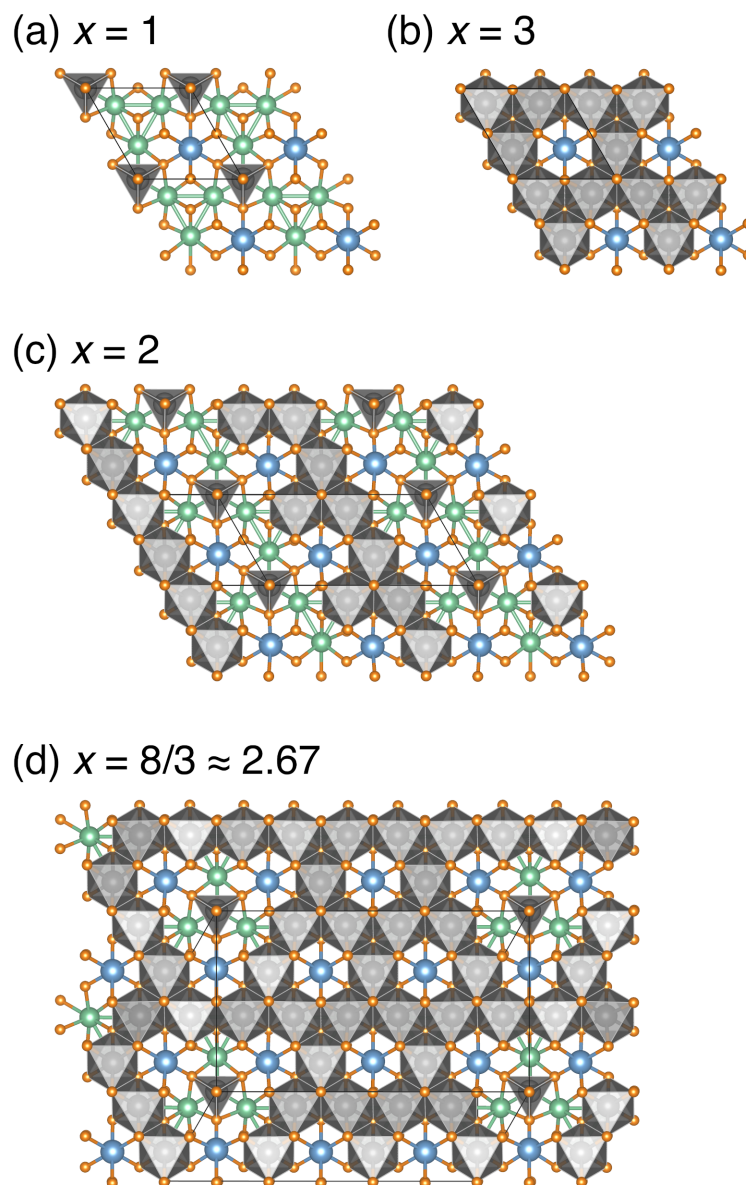 (a) x = 1
(b) x = 3
(c) x = 2
(d) x = 8/3 ≈ 2.67